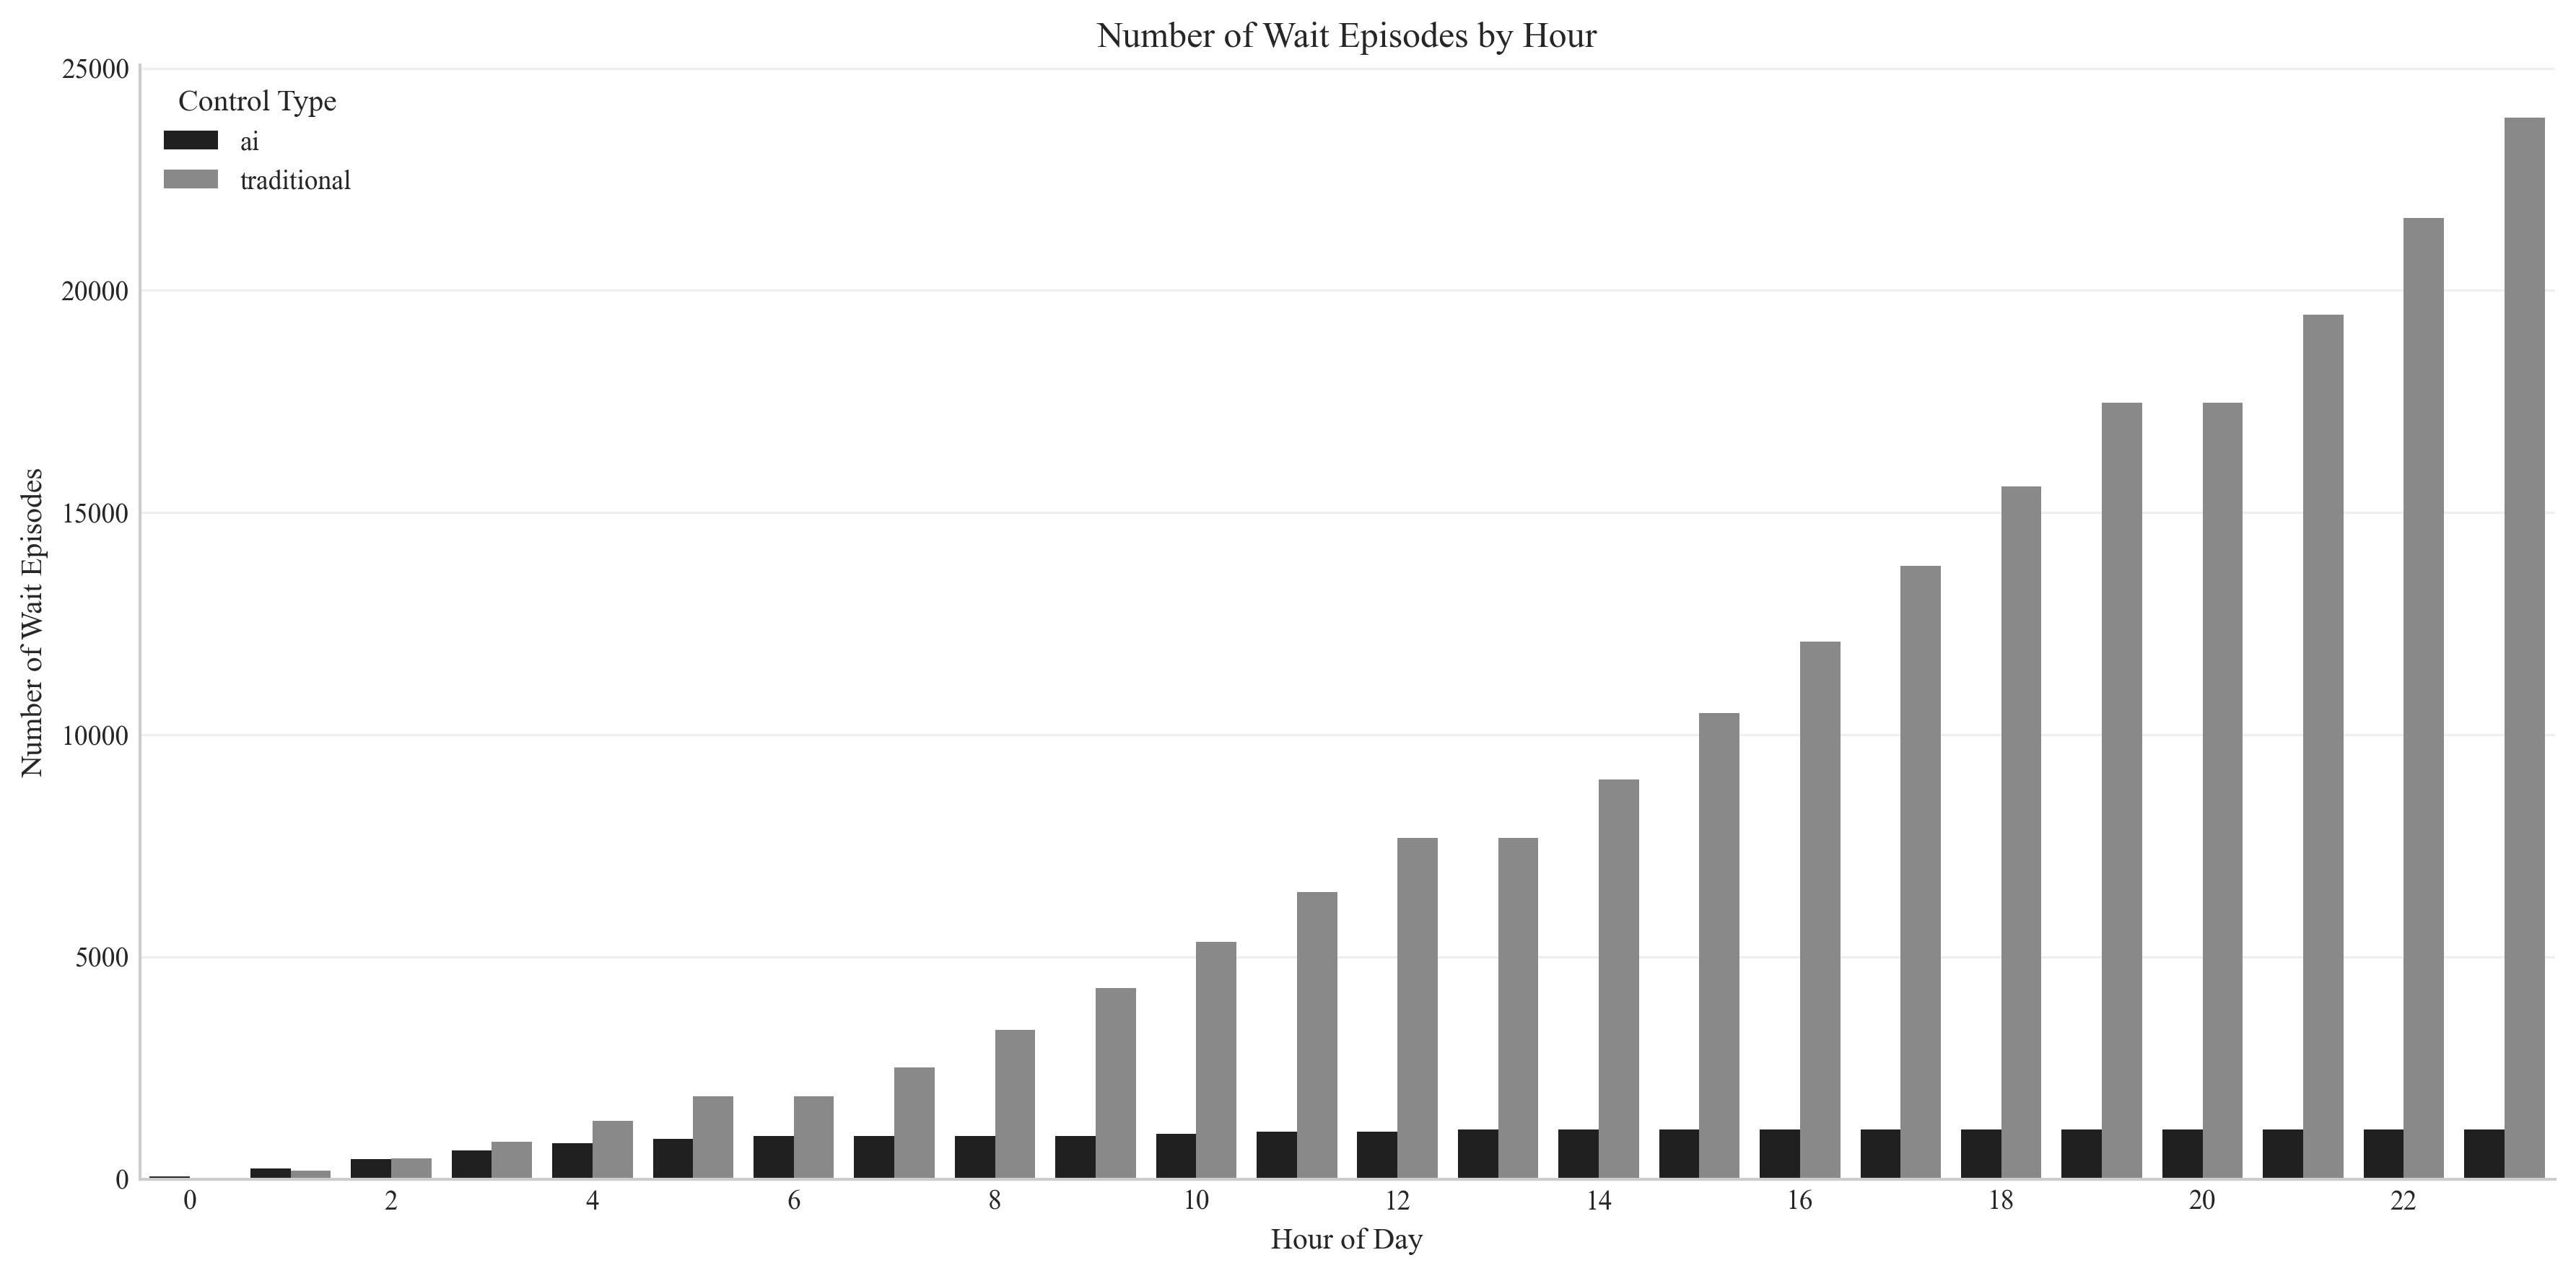 Number of Wait Episodes by Hour
25000
20000
15000
10000
5000
0
Number of Wait Episodes
Control Type
ai
traditional
0 2 4 6 8 10 12 14 16 18 20 22
Hour of Day